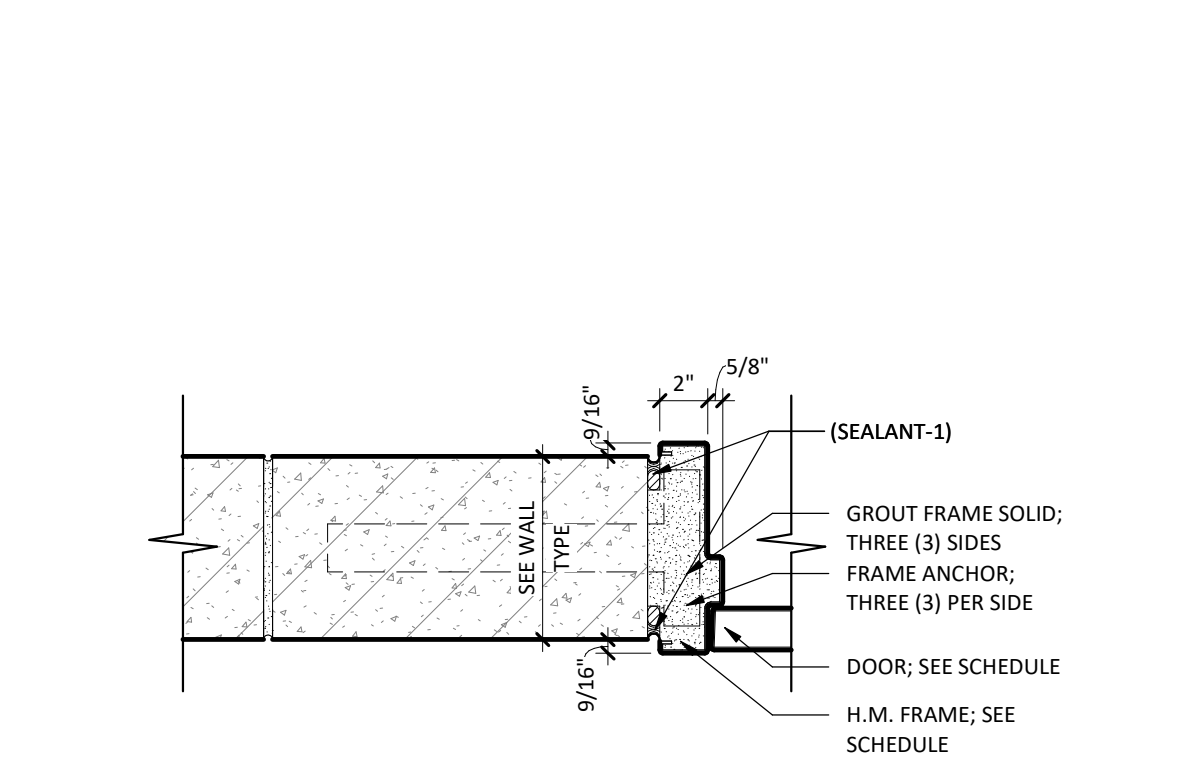 5/8"
2"
9/16"
(SEALANT-1)
SEE WALL
TYPE
GROUT FRAME SOLID;
THREE (3) SIDES
FRAME ANCHOR;
THREE (3) PER SIDE
DOOR; SEE SCHEDULE
9/16"
H.M. FRAME; SEE
SCHEDULE